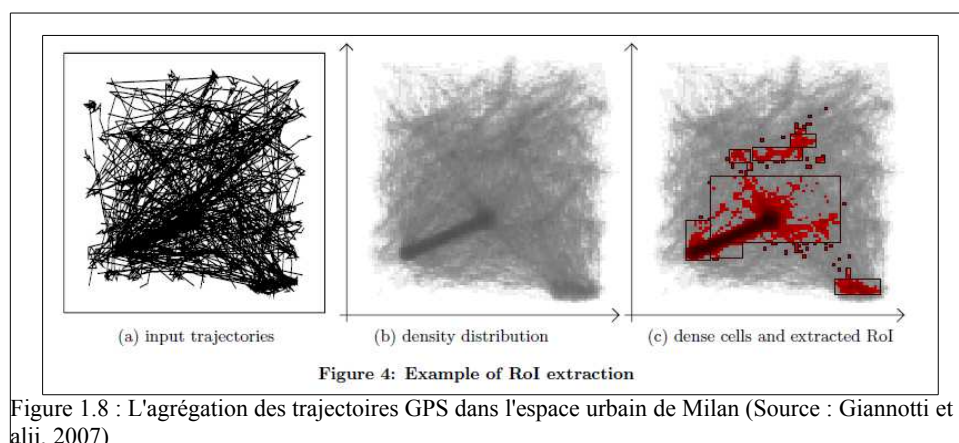 (a) input trajectories (b) density distribution (c) dense cells and extracted RoI
Figure 4: Example of RoI extraction
Figure 1.8 : L'agrégation des trajectoires GPS dans l'espace urbain de Milan (Source : Giannotti et
alii, 2007)